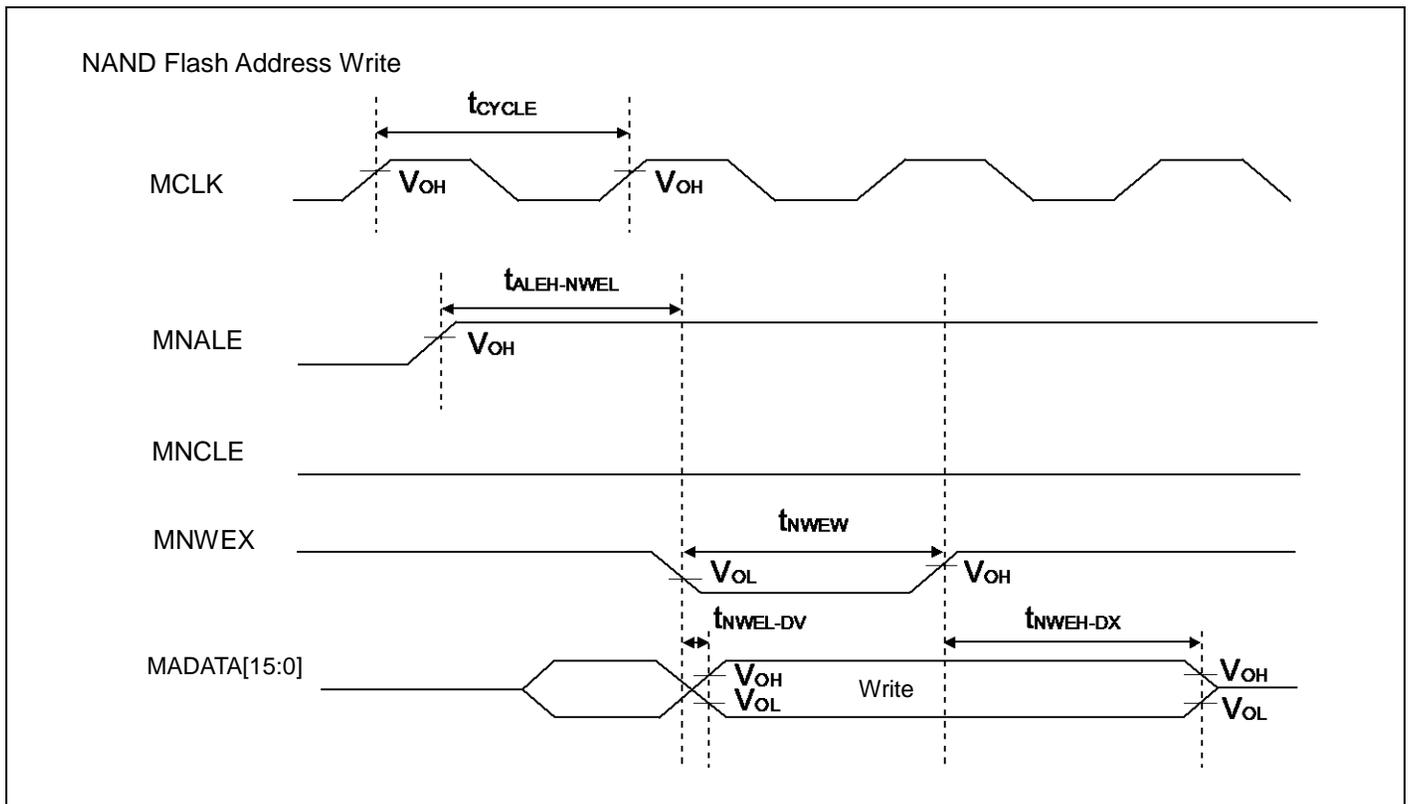 NAND Flash Address Write
tCYCLE
MCLK
VOH
VOH
tALEH-NWEL
MNALE
VOH
MNCLE
tNWEW
MNWEX
VOL
VOH
tNWEL-DV
tNWEH-DX
MADATA[15:0]
VOH
Write
VOH
VOL
VOL